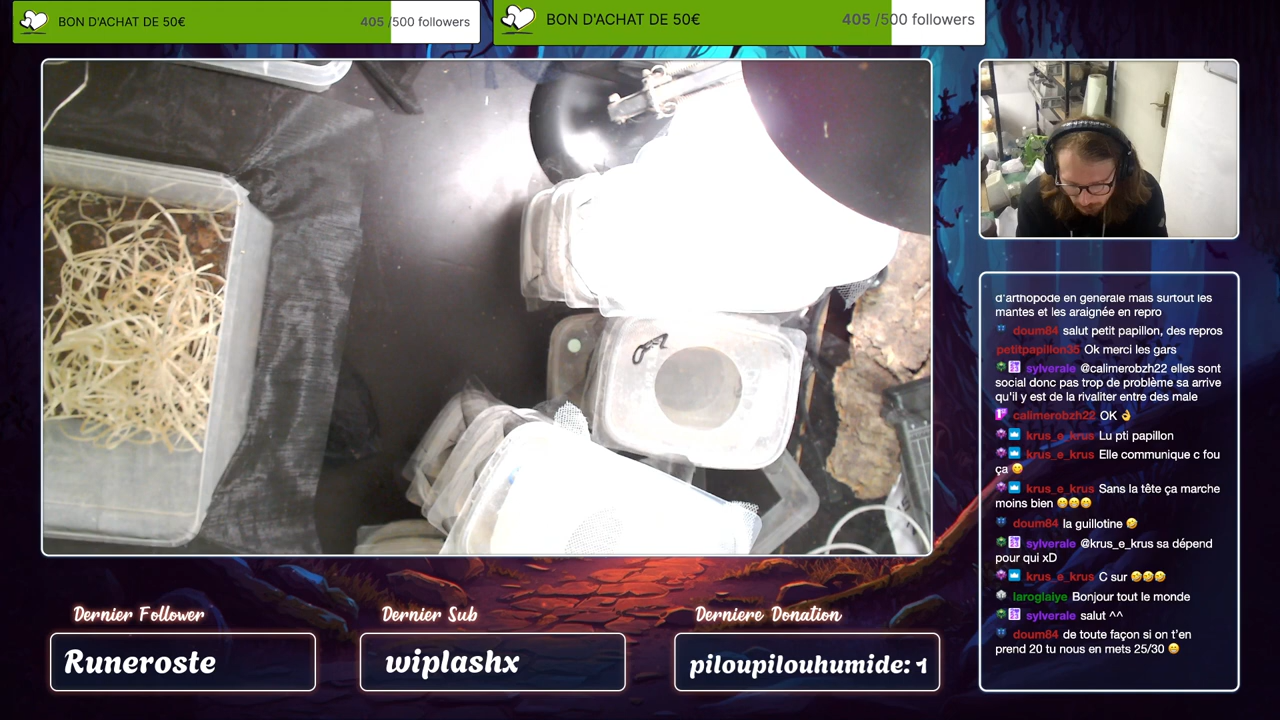 BON D'ACHAT DE 50€ 405 /500 followers
BON D'ACHAT DE 50€ 405 /500 followers
d'arthopode en generale mais surtout les
mantes et les araignée en repro
doum84 salut petit papillon, des repros
petitpapillon35 Ok merci les gars
sylverale @calimerobzh22 elles sont
social donc pas trop de problème sa arrive
qu'il y est de la rivaliter entre des male
calimerobzh22 OK 👌
krus_e_krus Lu pti papillon
krus_e_krus Elle communique c fou
ça 😋
krus_e_krus Sans la tête ça marche
moins bien 😋😋😋
doum84 la guillotine 🤣
sylverale @krus_e_krus sa dépend
pour qui xD
krus_e_krus C sur 🤣🤣🤣
laroglaiye Bonjour tout le monde
sylverale salut ^^
doum84 de toute façon si on t'en
prend 20 tu nous en mets 25/30 😁
Dernier Follower
Dernier Sub
Derniere Donation
Runeroste
wiplashx
piloupilouhumide: 1